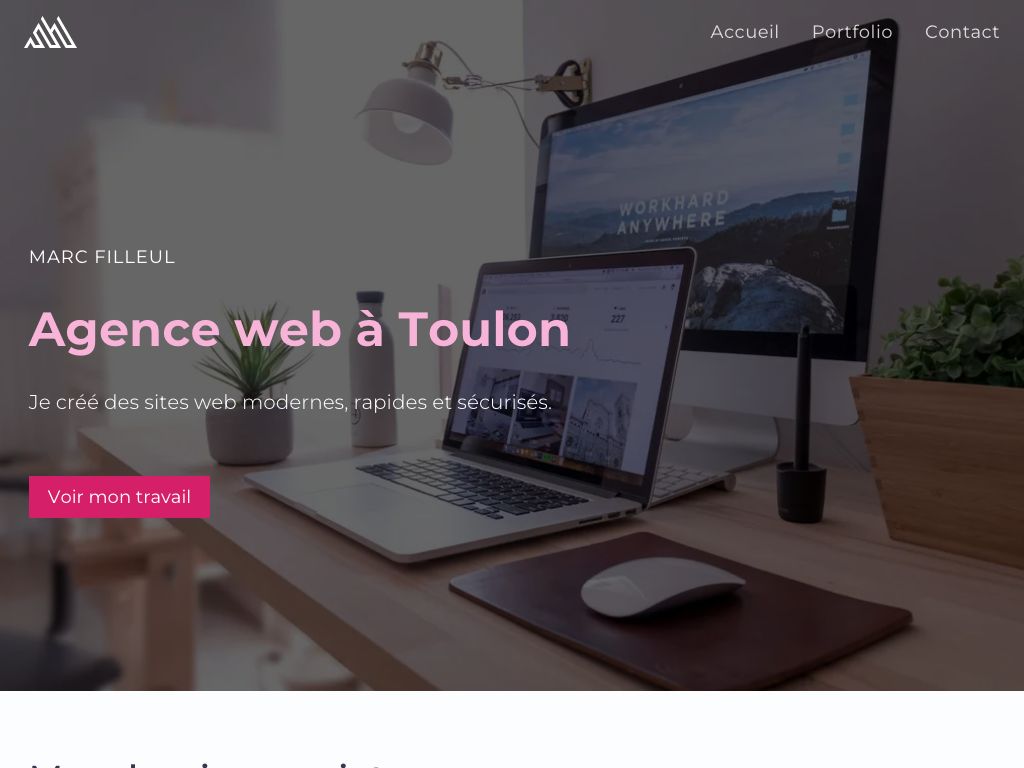 Accueil Portfolio Contact
WORKHARD
ANYWHERE
MARC FILLEUL
227
Agence web à Toulon
Je créé des sites web modernes, rapides et sécurisés.
Voir mon travail